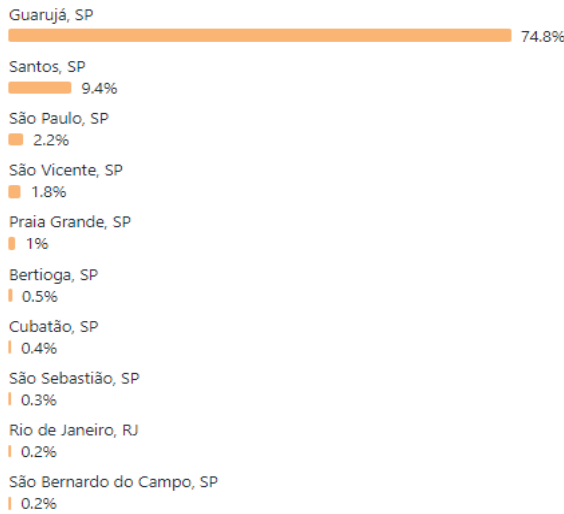 Guarujá, SP
74.8%
Santos, SP
9.4%
São Paulo, SP
2.2%
São Vicente, SP
1.8%
Praia Grande, SP
1%
Bertioga, SP
0.5%
Cubatão, SP
0.4%
São Sebastião, SP
0.3%
Rio de Janeiro, RJ
0.2%
São Bernardo do Campo, SP
0.2%